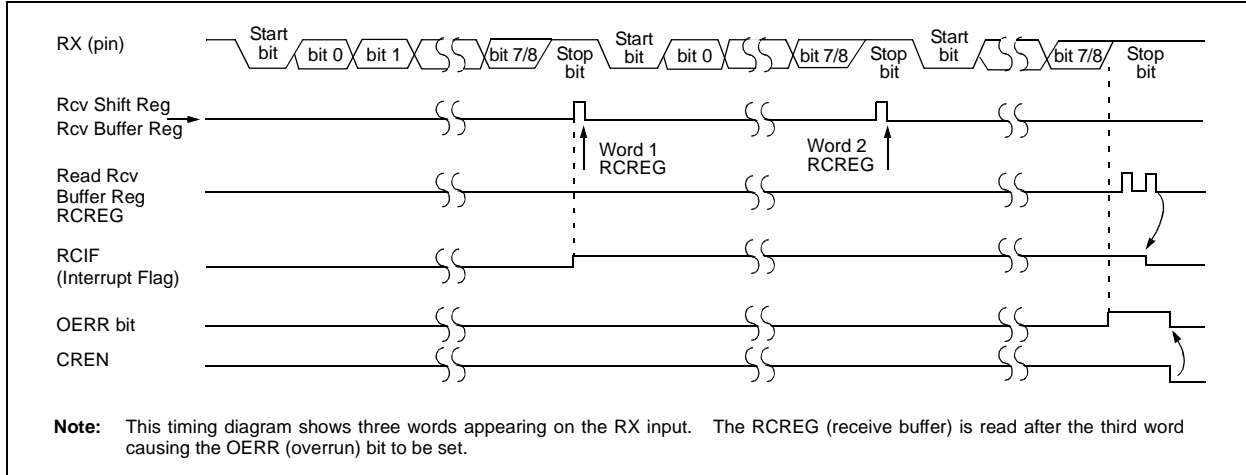 RX (pin)
Start bit
bit 0
bit 1
bit 7/8
Stop bit
Start bit
bit 0
bit 7/8
Stop bit
Start bit
bit 7/8
Stop bit
Rcv Shift Reg
Rcv Buffer Reg
Word 1
RCREG
Word 2
RCREG
Read Rcv
Buffer Reg
RCREG
RCIF
(Interrupt Flag)
OERR bit
CREN
Note: This timing diagram shows three words appearing on the RX input. The RCREG (receive buffer) is read after the third word
causing the OERR (overrun) bit to be set.